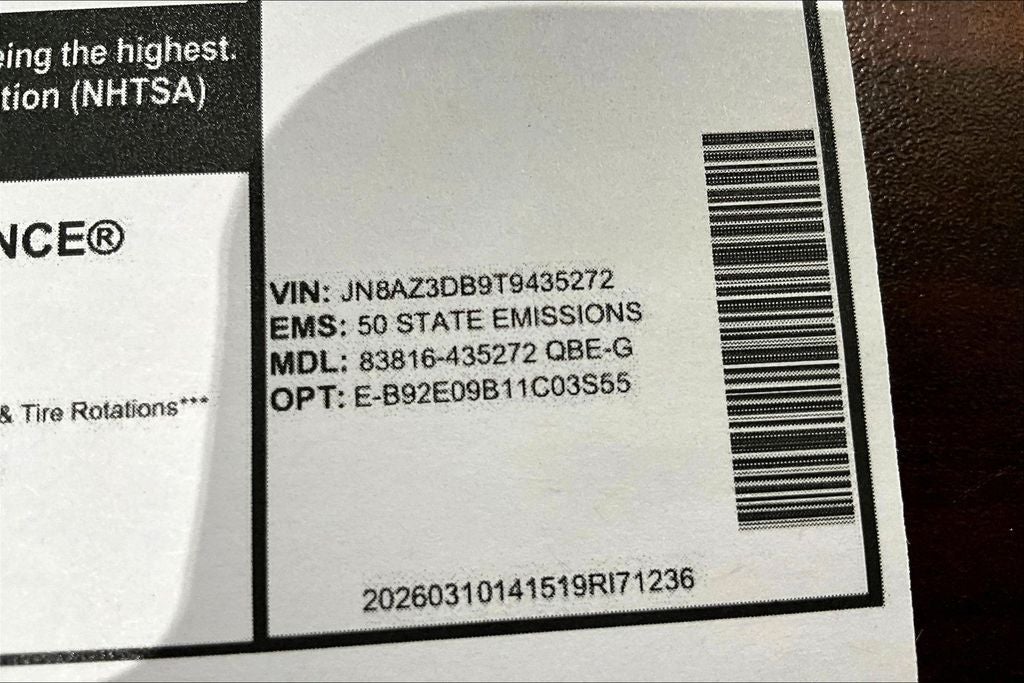 eing the highest.
tion (NHTSA)
NCE®
& Tire Rotations***
VIN: JN8AZ3DB9T9435272
EMS: 50 STATE EMISSIONS
MDL: 83816-435272 QBE-G
OPT: E-B92E09B11C03S55
20260310141519RI71236